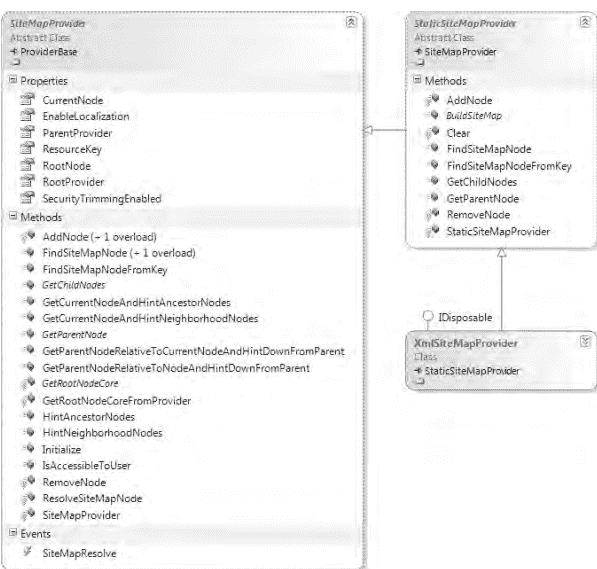 SiteMapProvider
Abstract Class
ProviderBase
Properties
CurrentNode
EnableLocalization
ParentProvider
ResourceKey
RootNode
RootProvider
SecurityTrimmingEnabled
Methods
AddNode (+ 1 overload)
FindSiteMapNode (+ 1 overload)
FindSiteMapNodeFromKey
GetChildNodes
GetCurrentNodeAndHintAncestorNodes
GetCurrentNodeAndHintNeighborhoodNodes
GetParentNode
GetParentNodeRelativeToCurrentNodeAndHintDownFromParent
GetParentNodeRelativeToNodeAndHintDownFromParent
GetRootNodeCore
GetRootNodeCoreFromProvider
HintAncestorNodes
HintNeighborhoodNodes
Initialize
IsAccessibleToUser
RemoveNode
ResolveSiteMapNode
SiteMapProvider
Events
SiteMapResolve
StaticSiteMapProvider
Abstract Class
SiteMapProvider
Methods
AddNode
BuildSiteMap
Clear
FindSiteMapNode
FindSiteMapNodeFromKey
GetChildNodes
GetParentNode
RemoveNode
StaticSiteMapProvider
IDisposable
XmlSiteMapProvider
Class
StaticSiteMapProvider